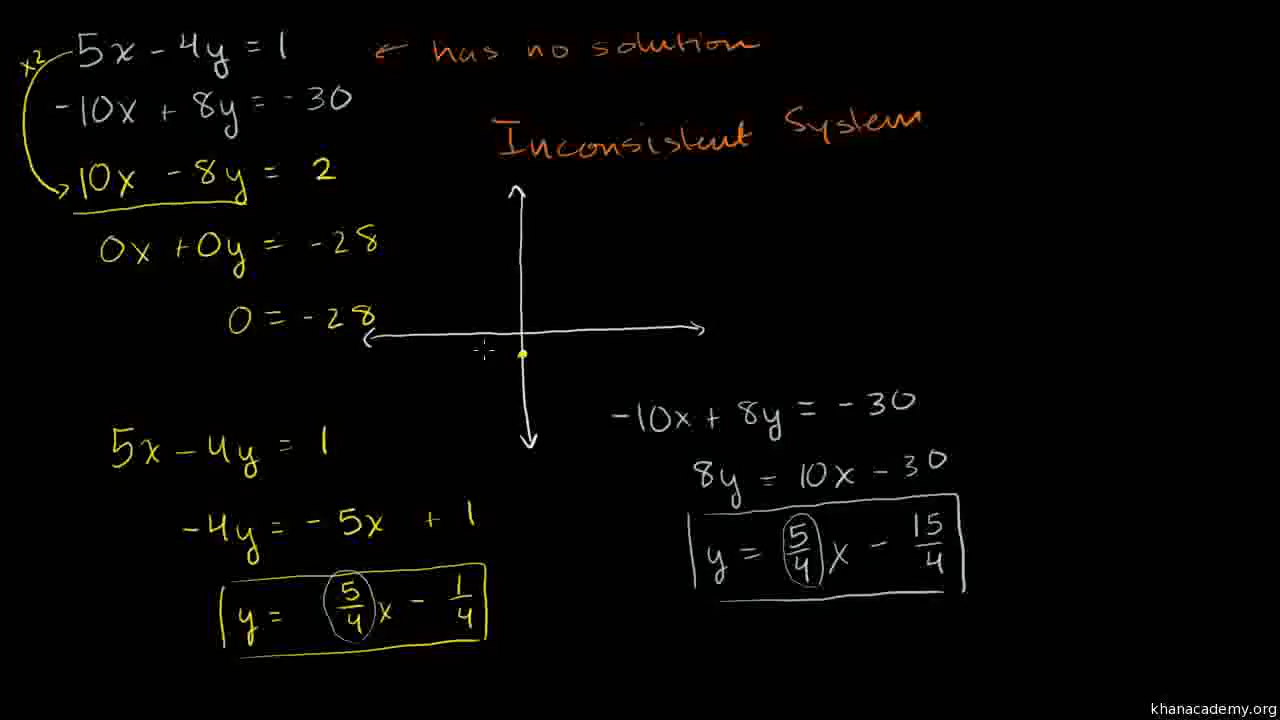 x2
5x - 4y = 1 ← has no solution
-10x + 8y = -30
Inconsistent System
10x - 8y = 2
0x + 0y = -28
0 = -28
-10x + 8y = -30
5x - 4y = 1
8y = 10x - 30
-4y = -5x + 1
y = 5/4 x - 15/4
y = 5/4 x - 1/4
khanacademy.org